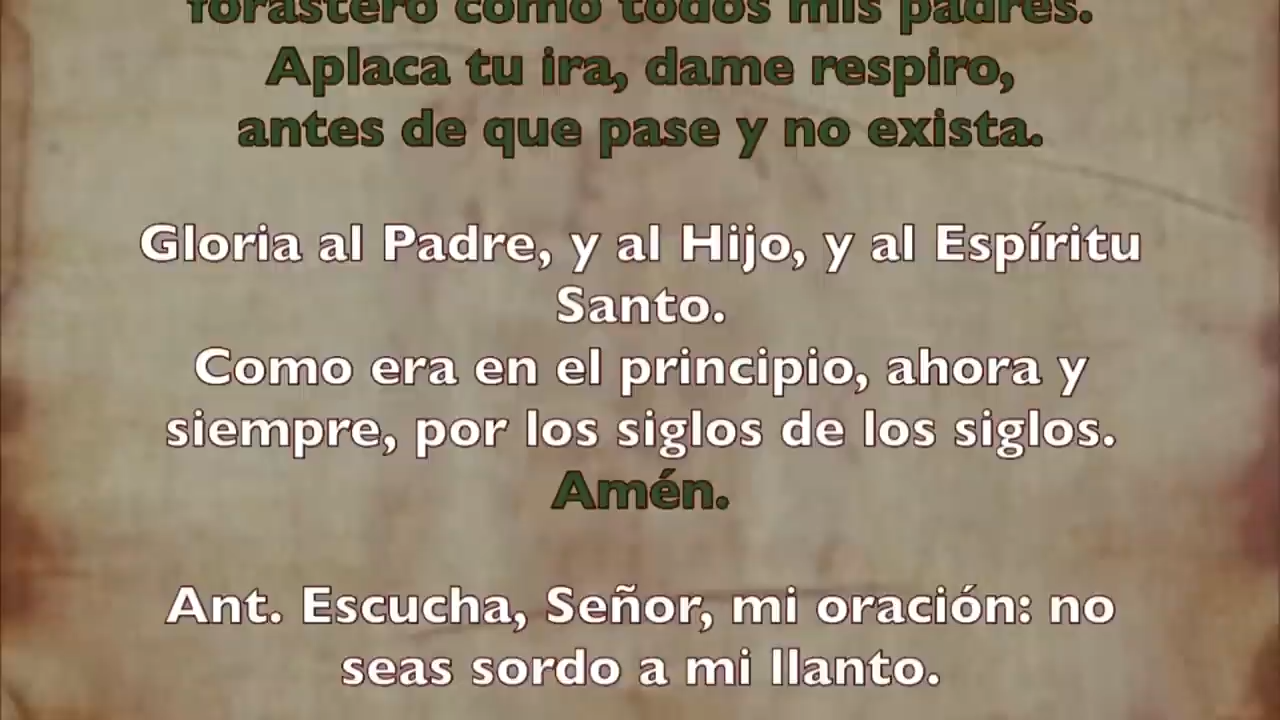 forastero como todos mis padres.
Aplaca tu ira, dame respiro,
antes de que pase y no exista.
Gloria al Padre, y al Hijo, y al Espíritu
Santo.
Como era en el principio, ahora y
siempre, por los siglos de los siglos.
Amén.
Ant. Escucha, Señor, mi oración: no
seas sordo a mi llanto.